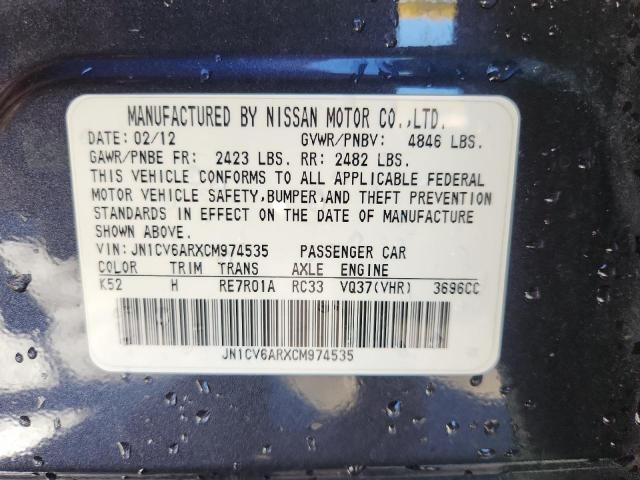 MANUFACTURED BY NISSAN MOTOR CO.,LTD.
DATE: 02/12 GVWR/PNBV: 4846 LBS.
GAWR/PNBE FR: 2423 LBS. RR: 2482 LBS.
THIS VEHICLE CONFORMS TO ALL APPLICABLE FEDERAL
MOTOR VEHICLE SAFETY,BUMPER,AND THEFT PREVENTION
STANDARDS IN EFFECT ON THE DATE OF MANUFACTURE
SHOWN ABOVE.
VIN: JN1CV6ARXCM974535 PASSENGER CAR
COLOR TRIM TRANS AXLE ENGINE
K52 H RE7R01A RC33 VQ37(VHR) 3696CC
JN1CV6ARXCM974535